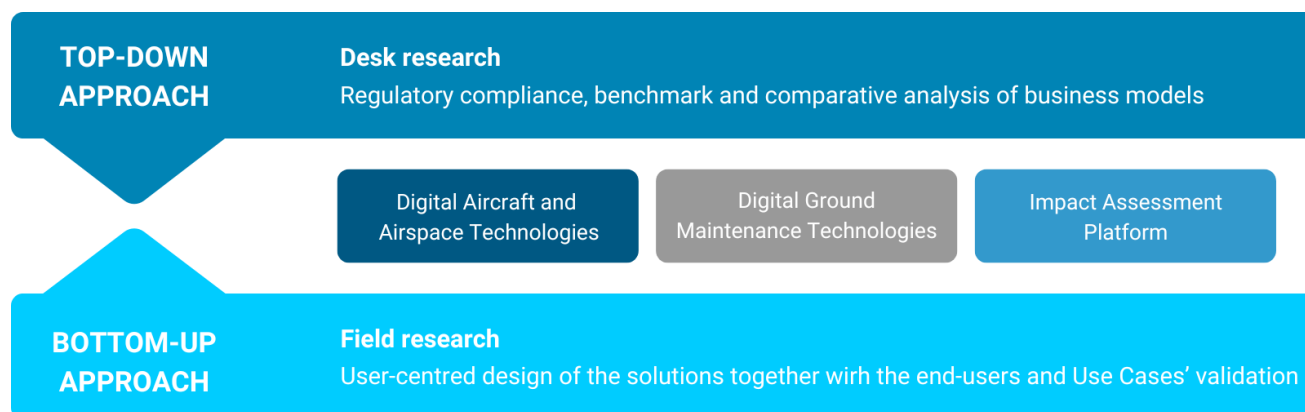 TOP-DOWN
APPROACH
Desk research
Regulatory compliance, benchmark and comparative analysis of business models
Digital Aircraft and
Airspace Technologies
Digital Ground
Maintenance Technologies
Impact Assessment
Platform
BOTTOM-UP
APPROACH
Field research
User-centred design of the solutions together wirh the end-users and Use Cases’ validation